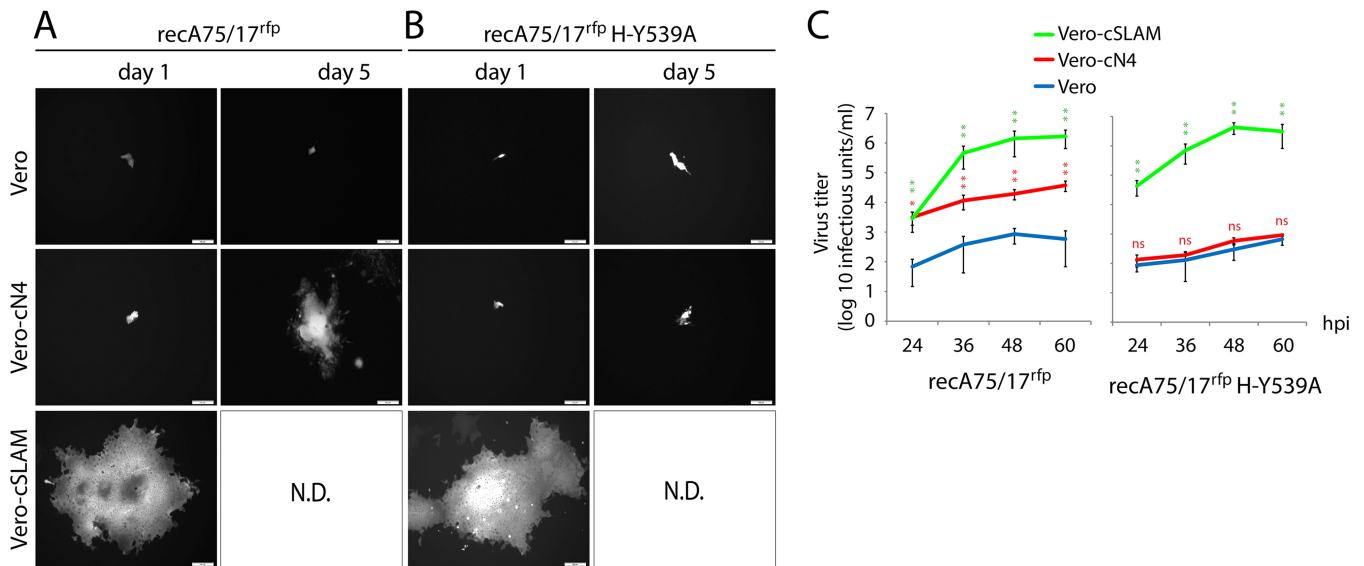 A
recA75/17rfp
B
recA75/17rfp H-Y539A
day 1
day 5
day 1
day 5
Vero
Vero-cN4
Vero-cSLAM
N.D.
N.D.
C
Vero-cSLAM
Vero-cN4
Vero
Virus titer
(log 10 infectious units/ml)
7
6
5
4
3
2
1
0
**
**
**
**
*
**
**
**
**
**
**
**
ns
ns
ns
ns
24
36
48
60
24
36
48
60
hpi
recA75/17rfp
recA75/17rfp H-Y539A